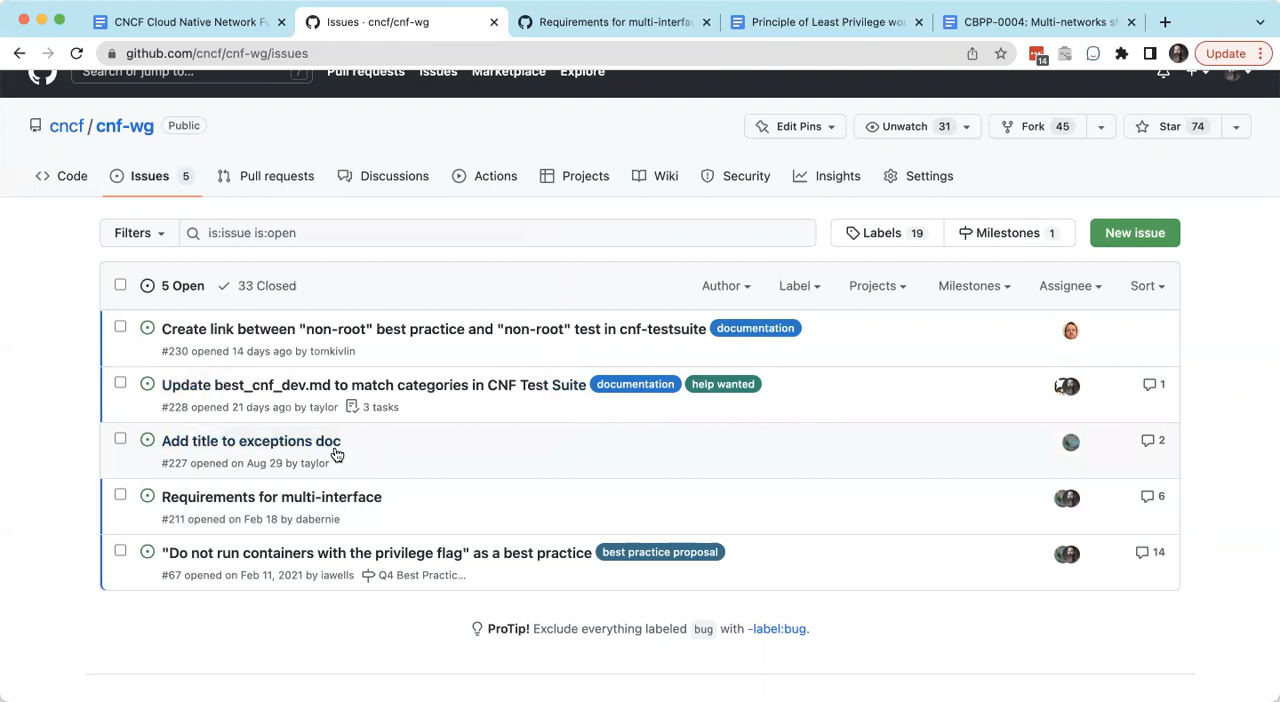 CNCF Cloud Native Network F
Issues · cncf/cnf-wg
Requirements for multi-interfa
Principle of Least Privilege wo
CBPP-0004: Multi-networks s
github.com/cncf/cnf-wg/issues
14
Update
Search or jump to...
/
Pull requests
Issues
Marketplace
Explore
cncf / cnf-wg
Public
Edit Pins
Unwatch 31
Fork 45
Star 74
<> Code
Issues 5
Pull requests
Discussions
Actions
Projects
Wiki
Security
Insights
Settings
Filters
is:issue is:open
Labels 19
Milestones 1
New issue
5 Open
33 Closed
Author
Label
Projects
Milestones
Assignee
Sort
Create link between "non-root" best practice and "non-root" test in cnf-testsuite documentation
#230 opened 14 days ago by tomkivlin
Update best_cnf_dev.md to match categories in CNF Test Suite documentation help wanted
1
#228 opened 21 days ago by taylor 3 tasks
Add title to exceptions doc
2
#227 opened on Aug 29 by taylor
Requirements for multi-interface
6
#211 opened on Feb 18 by dabernie
"Do not run containers with the privilege flag" as a best practice best practice proposal
14
#67 opened on Feb 11, 2021 by iawells Q4 Best Practic...
ProTip! Exclude everything labeled bug with -label:bug.